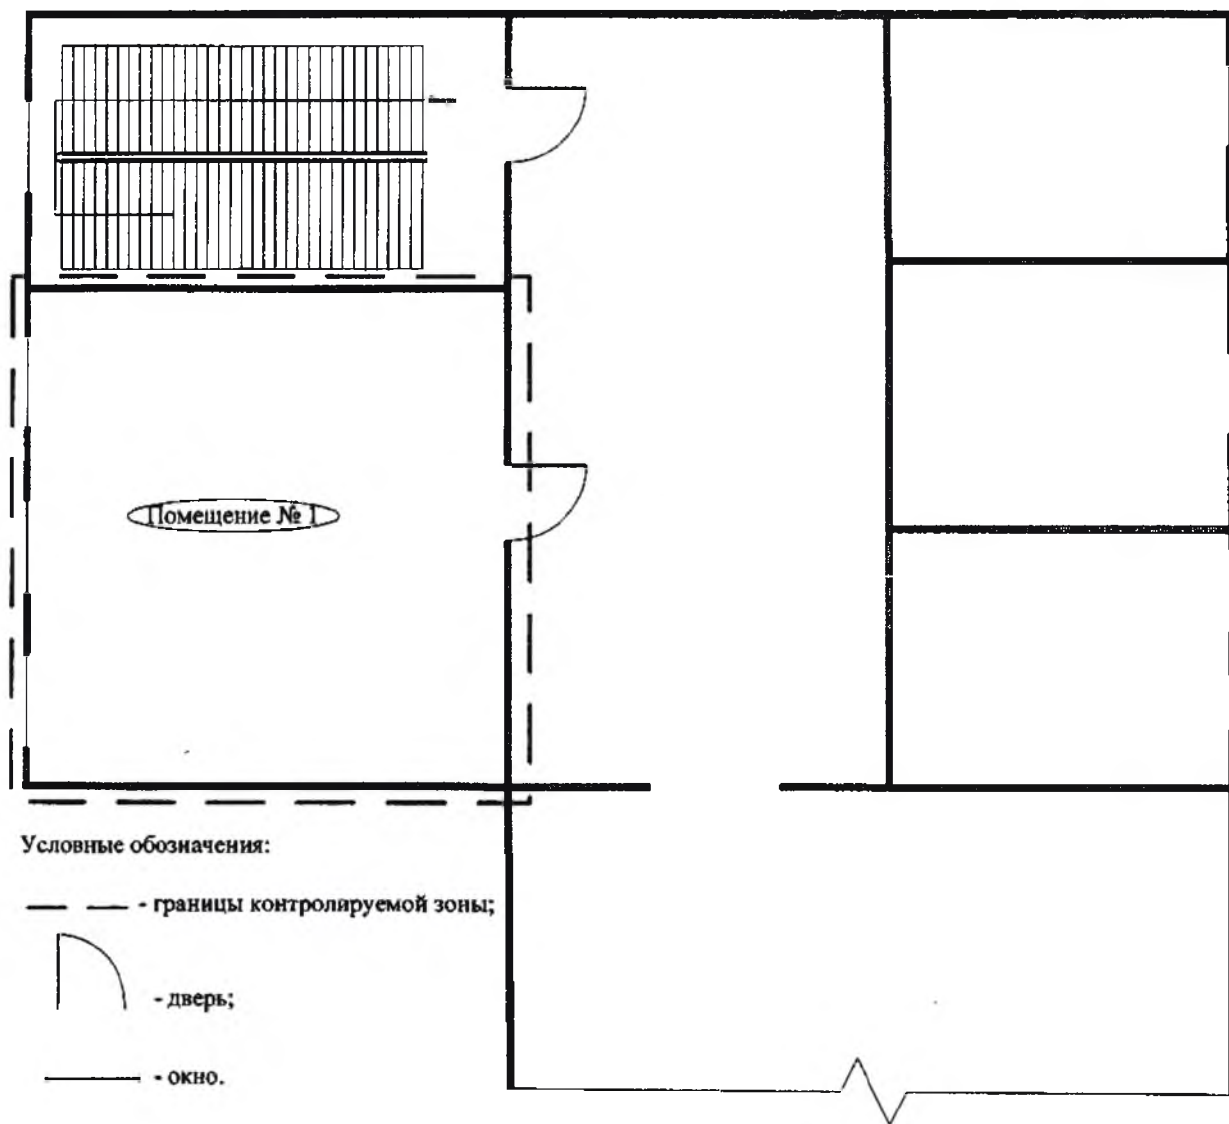 Помещение № 1
Условные обозначения:
- границы контролируемой зоны;
- дверь;
- окно.